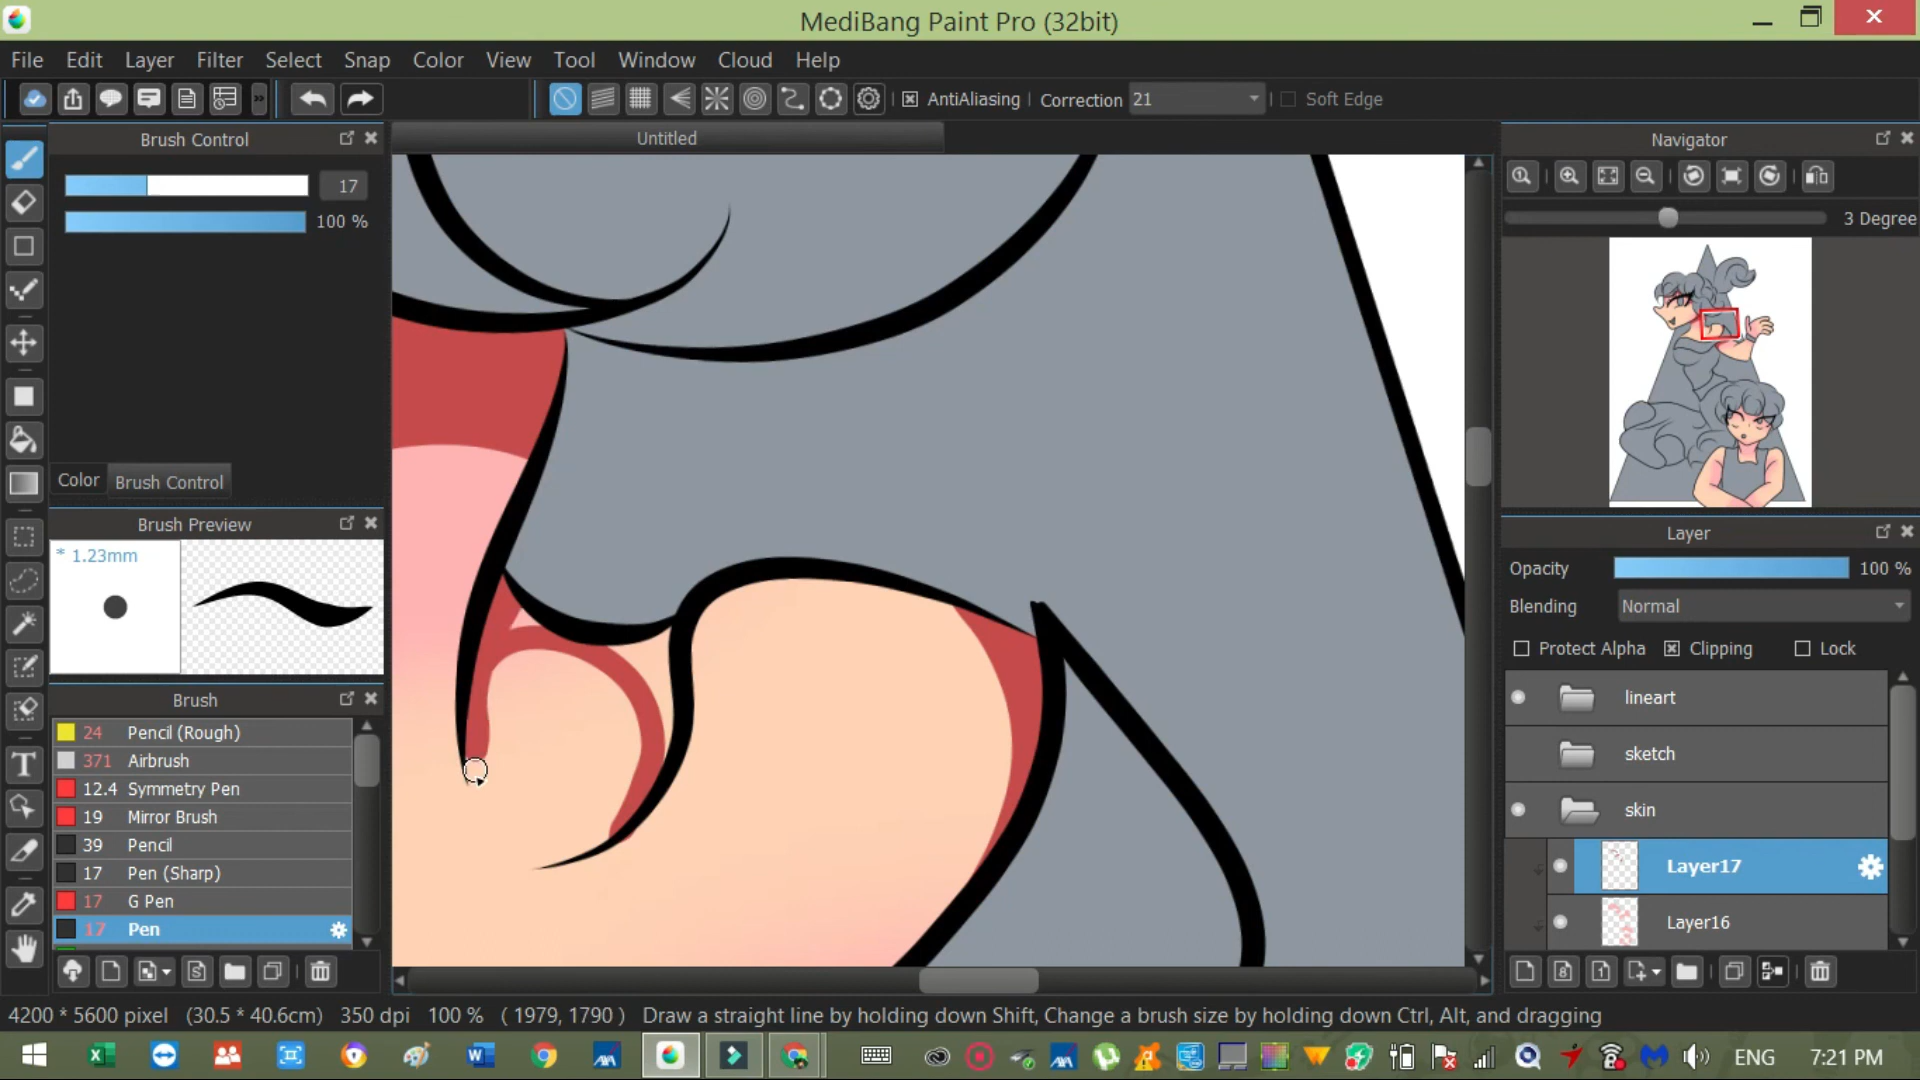 MediBang Paint Pro (32bit)
File Edit Layer Filter Select Snap Color View Tool Window Cloud Help
AntiAliasing Correction 21 Soft Edge
Brush Control
Untitled
Navigator
17
100 %
3 Degree
Color Brush Control
Brush Preview
* 1.23mm
Layer
Opacity 100 %
Blending Normal
Protect Alpha Clipping Lock
Brush
24 Pencil (Rough)
371 Airbrush
12.4 Symmetry Pen
19 Mirror Brush
39 Pencil
17 Pen (Sharp)
17 G Pen
17 Pen
lineart
sketch
skin
Layer17
Layer16
4200 * 5600 pixel (30.5 * 40.6cm) 350 dpi 100 % ( 1979, 1790 ) Draw a straight line by holding down Shift, Change a brush size by holding down Ctrl, Alt, and dragging
ENG 7:21 PM